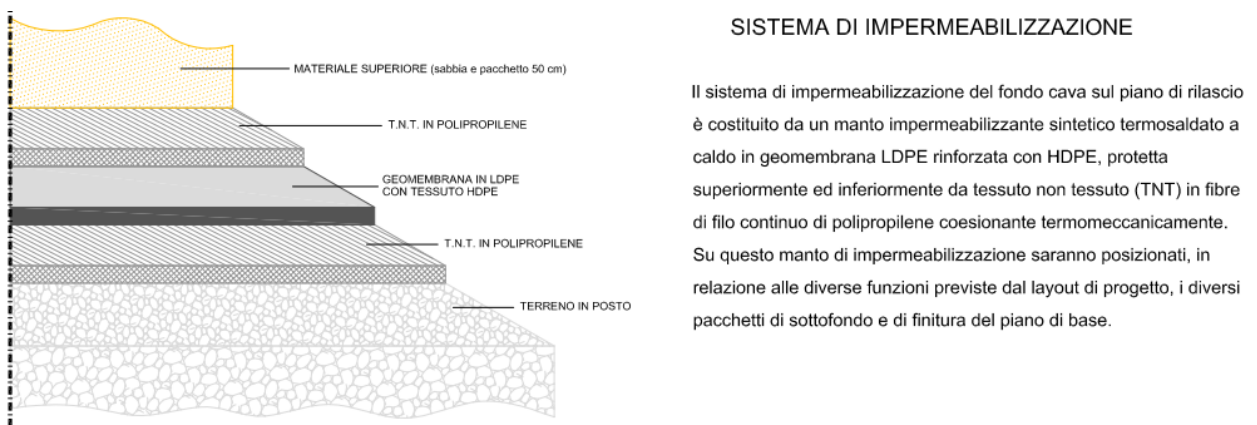 SISTEMA DI IMPERMEABILIZZAZIONE
MATERIALE SUPERIORE (sabbia e pacchetto 50 cm)
T.N.T. IN POLIPROPILENE
GEOMEMBRANA IN LDPE
CON TESSUTO HDPE
T.N.T. IN POLIPROPILENE
TERRENO IN POSTO
Il sistema di impermeabilizzazione del fondo cava sul piano di rilascio
è costituito da un manto impermeabilizzante sintetico termosaldato a
caldo in geomembrana LDPE rinforzata con HDPE, protetta
superiormente ed inferiormente da tessuto non tessuto (TNT) in fibre
di filo continuo di polipropilene coesionante termomeccanicamente.
Su questo manto di impermeabilizzazione saranno posizionati, in
relazione alle diverse funzioni previste dal layout di progetto, i diversi
pacchetti di sottofondo e di finitura del piano di base.